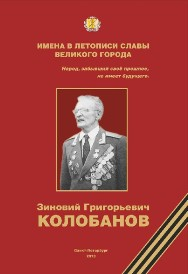 ИМЕНА В ЛЕТОПИСИ СЛАВЫ
ВЕЛИКОГО ГОРОДА
Народ, забывший своё прошлое,
не имеет будущего.
Зиновий Григорьевич
КОЛОБАНОВ
Санкт-Петербург